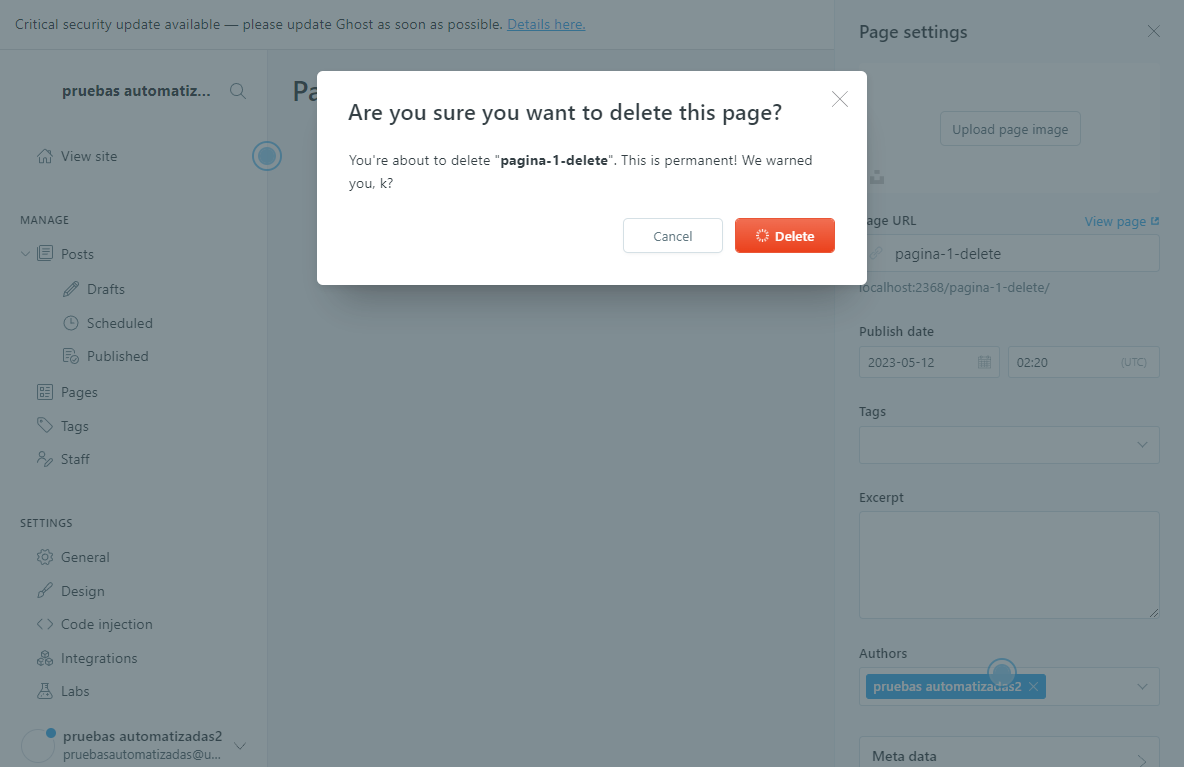 Critical security update available — please update Ghost as soon as possible. Details here.
pruebas automatiz...
View site
MANAGE
Posts
Drafts
Scheduled
Published
Pages
Tags
Staff
SETTINGS
General
Design
Code injection
Integrations
Labs
pruebas automatizadas2
pruebasautomatizadas@u...
Pa
Are you sure you want to delete this page?
You're about to delete "pagina-1-delete". This is permanent! We warned
you, k?
Cancel
Delete
Page settings
Upload page image
age URL
View page
pagina-1-delete
localhost:2368/pagina-1-delete/
Publish date
2023-05-12
02:20
(UTC)
Tags
Excerpt
Authors
pruebas automatizadas2
Meta data